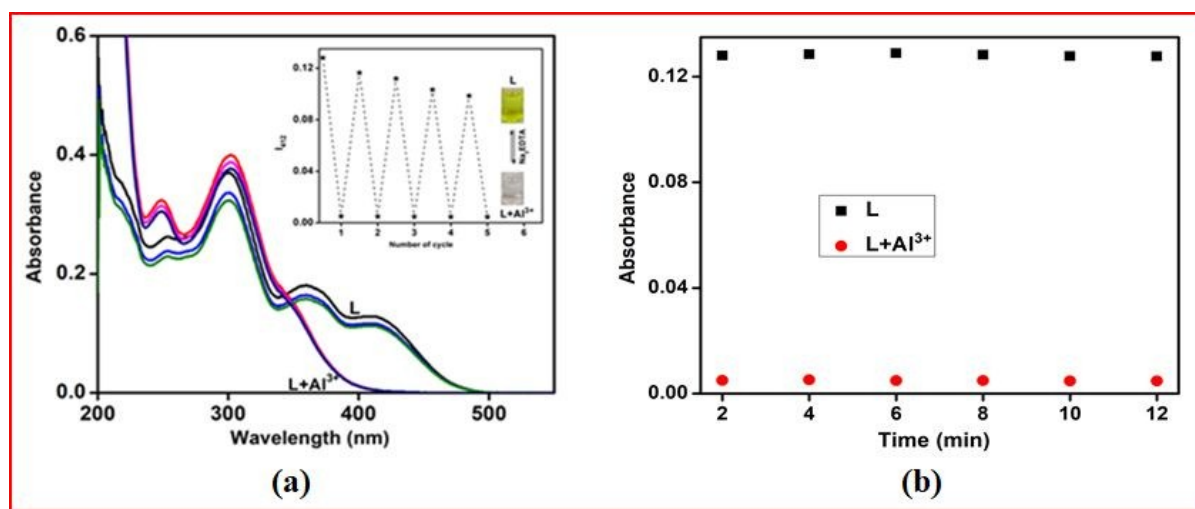 0.6
0.4
0.2
0.0
Absorbance
200 300 400 500
Wavelength (nm)
L
L+Al³⁺
0.12
0.08
0.04
0.00
I₄₁₂
1 2 3 4 5 6
Number of cycle
L
Na₂EDTA
L+Al³⁺
(a)
0.12
0.08
0.04
0.00
Absorbance
L
L+Al³⁺
2 4 6 8 10 12
Time (min)
(b)